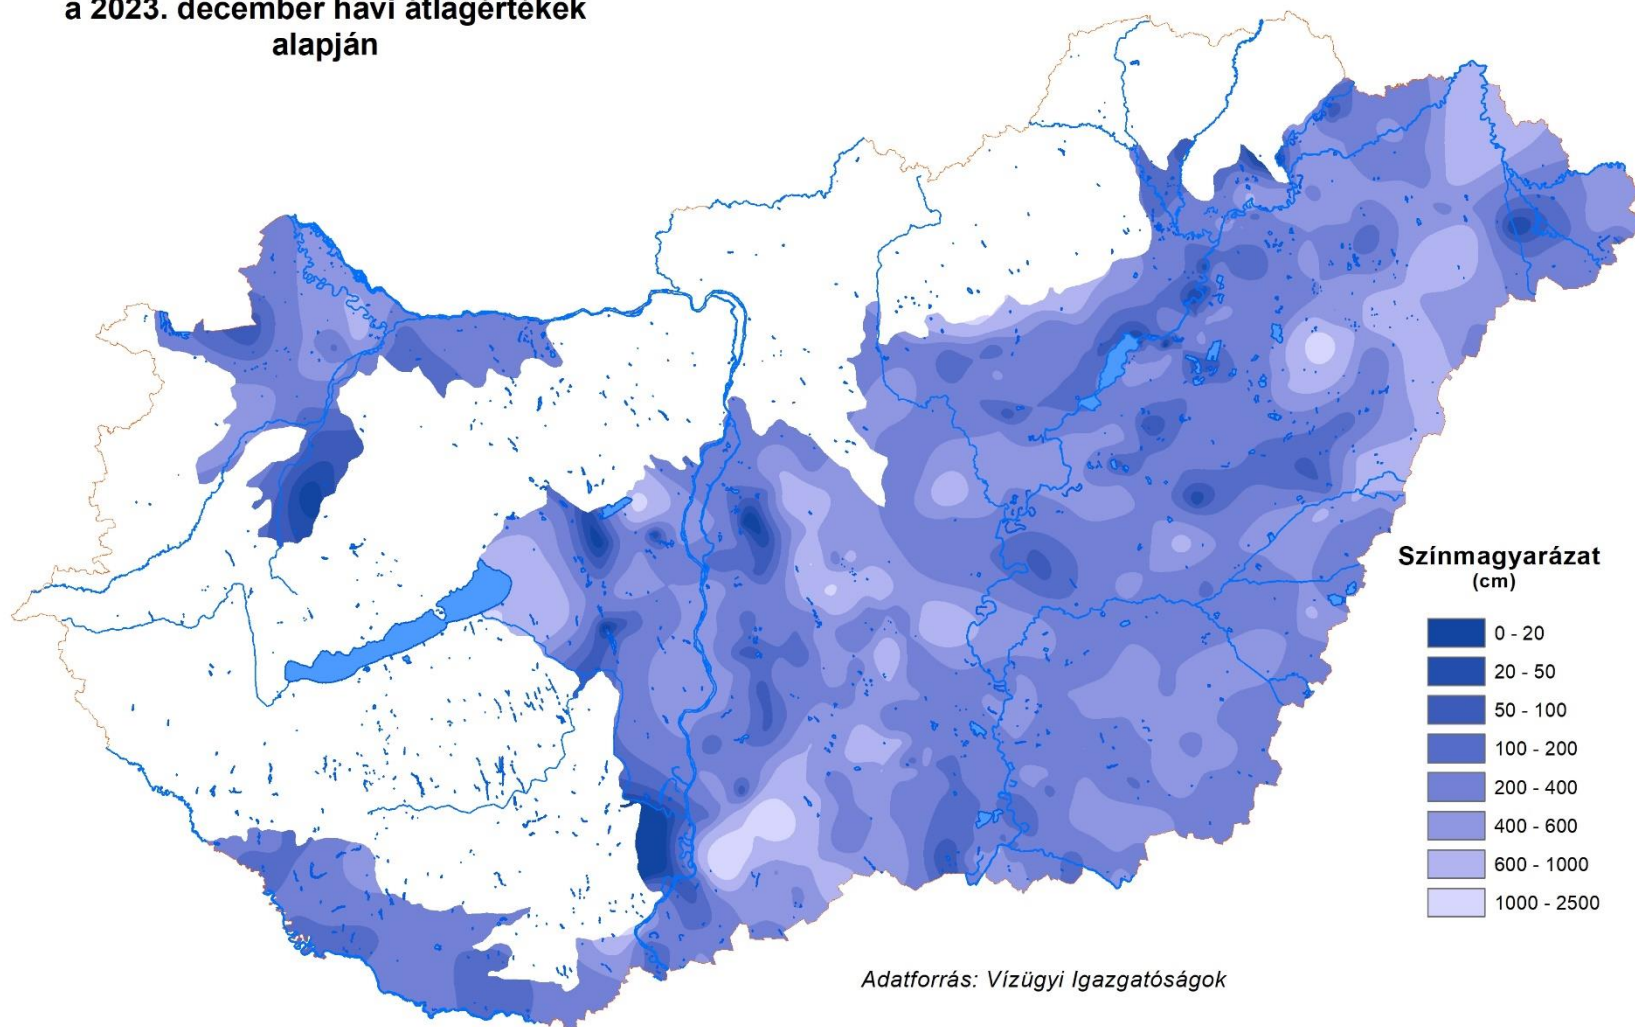 a 2023. december havi átlagértékek
alapján
Színmagyarázat
(cm)
0 - 20
20 - 50
50 - 100
100 - 200
200 - 400
400 - 600
600 - 1000
1000 - 2500
Adatforrás: Vízügyi Igazgatóságok